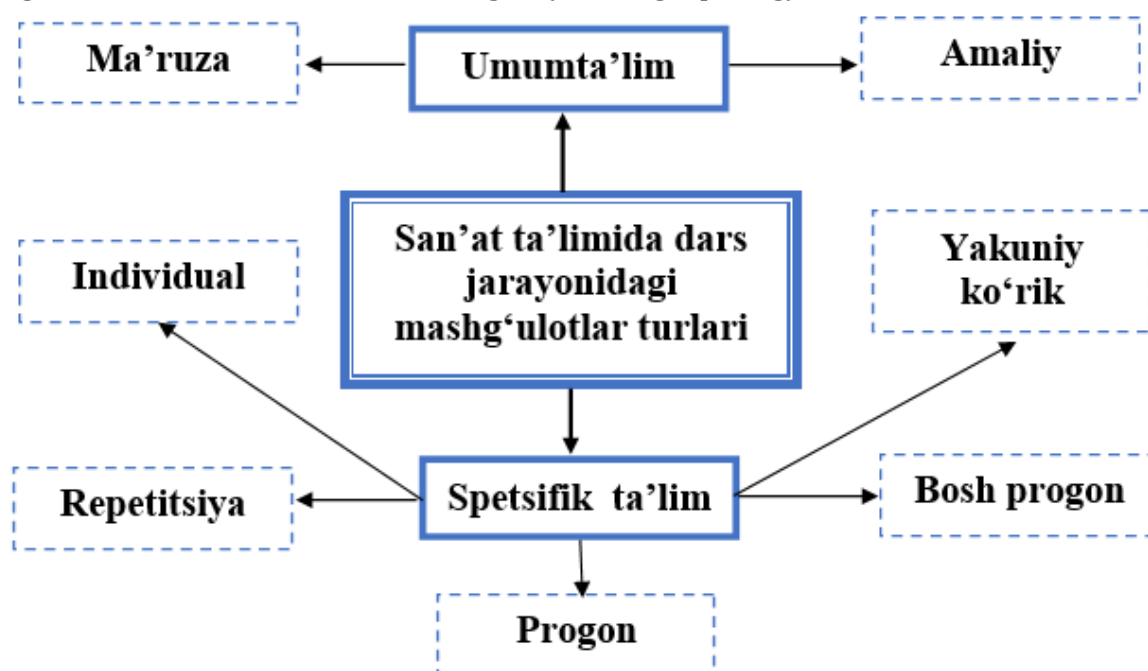 Ma’ruza
Umumta’lim
Amaliy
San’at ta’limida dars
jarayonidagi
mashg‘ulotlar turlari
Individual
Yakuniy
ko‘rik
Repetitsiya
Spetsifik ta’lim
Bosh progon
Progon